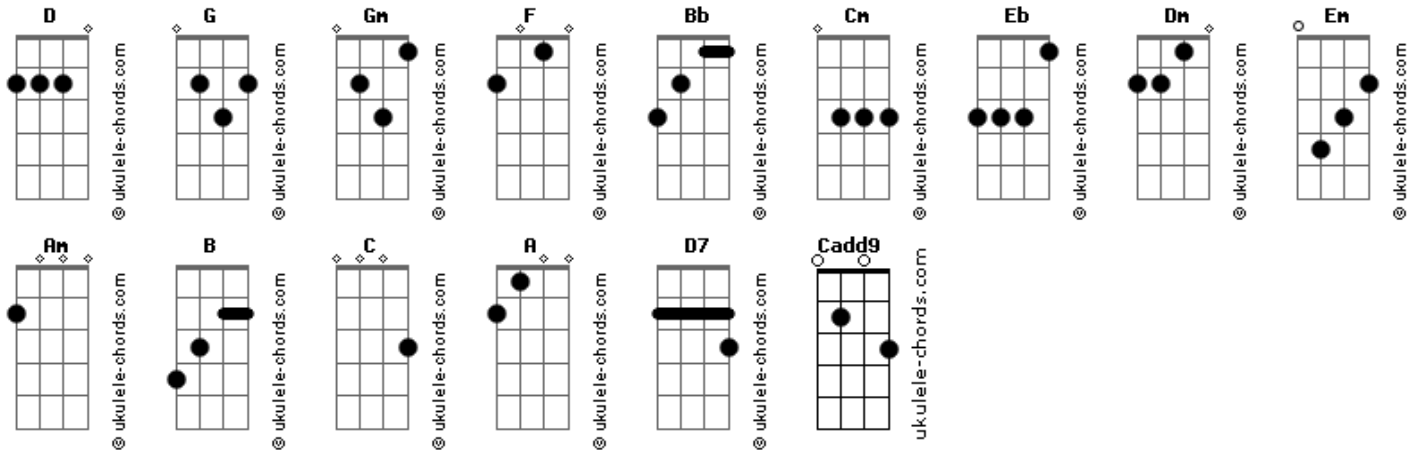 D G Gm F Bb Cm Eb Dm Em
© ukulele-chords.com © ukulele-chords.com © ukulele-chords.com © ukulele-chords.com © ukulele-chords.com © ukulele-chords.com © ukulele-chords.com © ukulele-chords.com © ukulele-chords.com
Am B C A D7 Cadd9
© ukulele-chords.com © ukulele-chords.com © ukulele-chords.com © ukulele-chords.com © ukulele-chords.com ukulele-chords.com